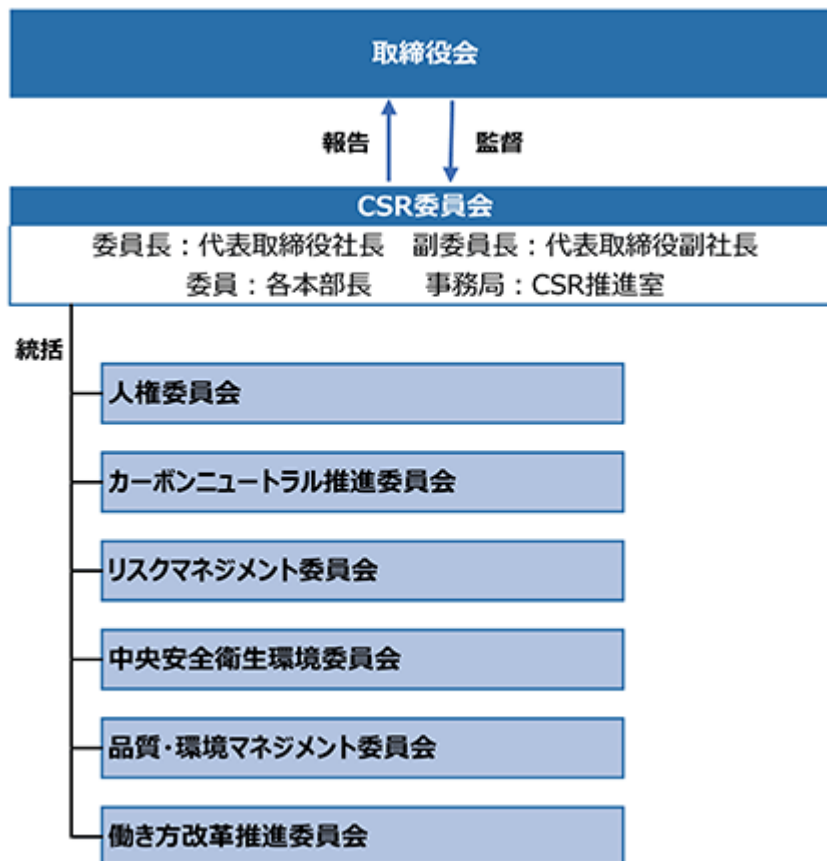 取締役会
報告
監督
CSR委員会
委員長：代表取締役社長　副委員長：代表取締役副社長
委員：各本部長　　事務局：CSR推進室
統括
人権委員会
カーボンニュートラル推進委員会
リスクマネジメント委員会
中央安全衛生環境委員会
品質・環境マネジメント委員会
働き方改革推進委員会